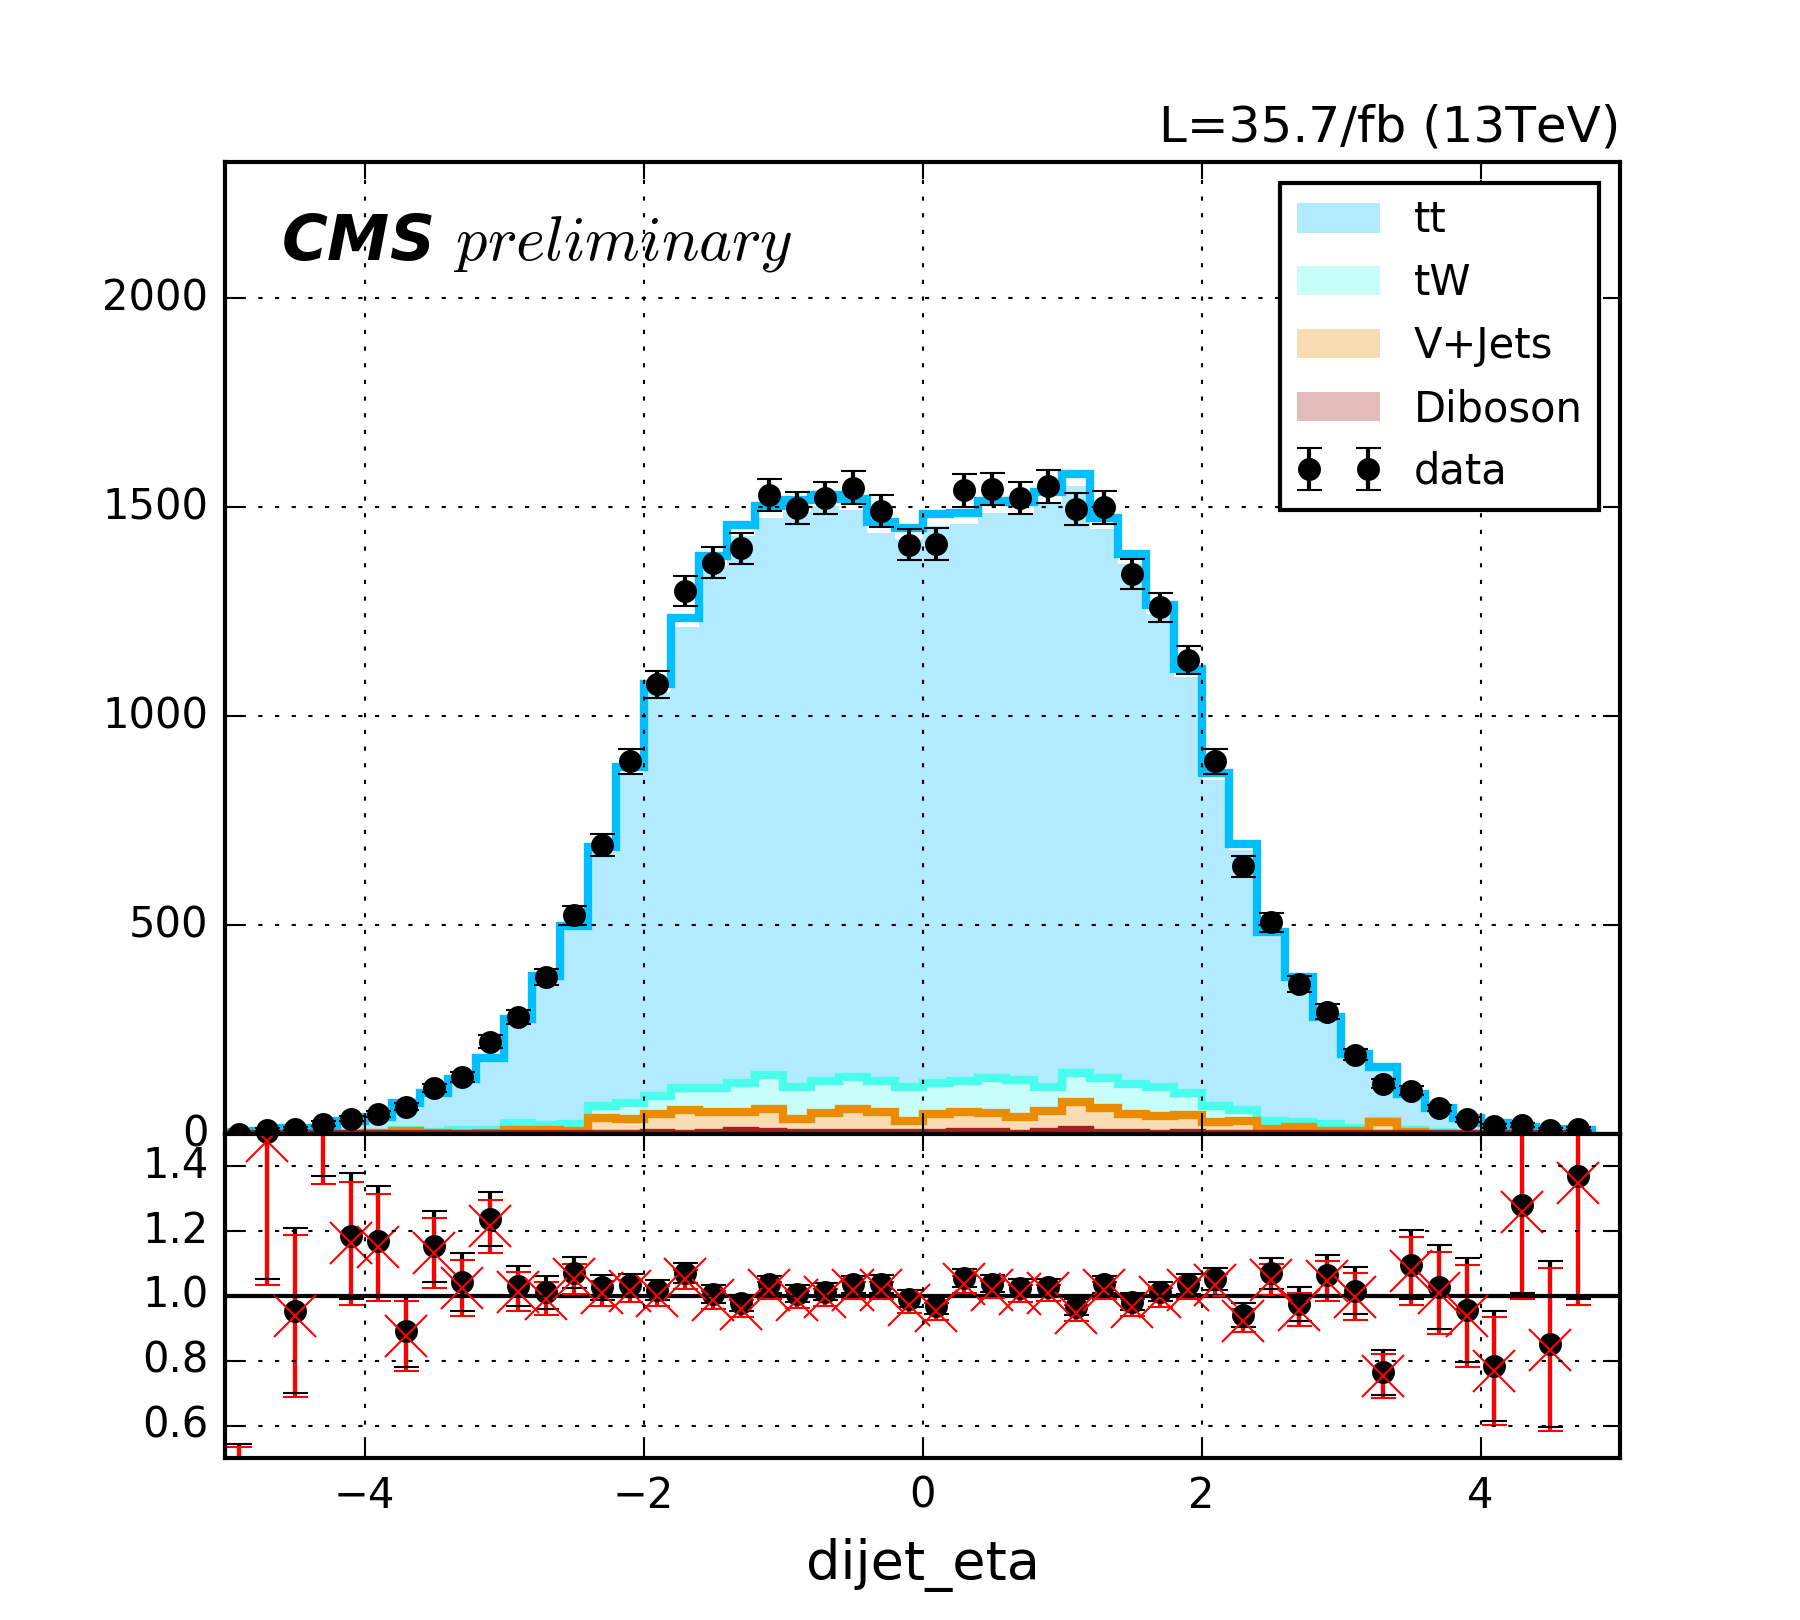 L=35.7/fb (13TeV)
CMS preliminary
tt
tW
V+Jets
Diboson
data
2000
1500
1000
500
0
1.4
1.2
1.0
0.8
0.6
−4 −2 0 2 4
dijet_eta